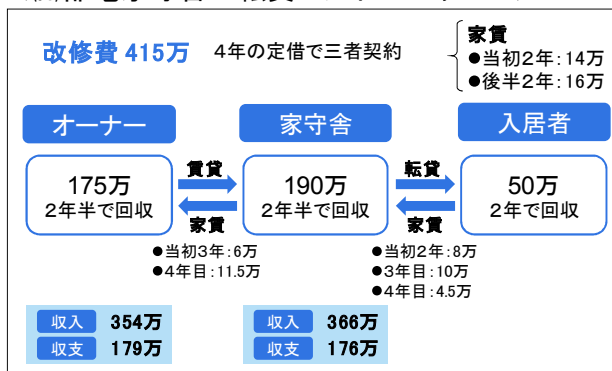 改修費 415万
4年の定借で三者契約
家賃
●当初2年:14万
●後半2年:16万
オーナー
家守舎
入居者
175万
2年半で回収
賃貸
家賃
190万
2年半で回収
転貸
家賃
50万
2年で回収
●当初3年:6万
●4年目:11.5万
●当初2年:8万
●3年目:10万
●4年目:4.5万
収入 354万
収支 179万
収入 366万
収支 176万